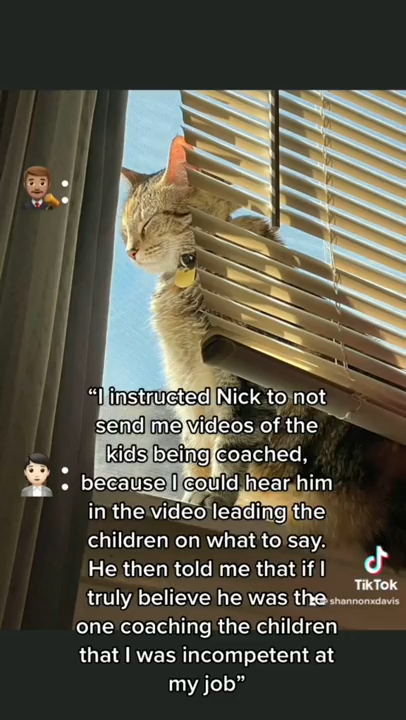 :
“I instructed Nick to not
send me videos of the
kids being coached,
:
because I could hear him
in the video leading the
children on what to say.
He then told me that if I
truly believe he was the
one coaching the children
that I was incompetent at
my job”
TikTok
shannonxdavis